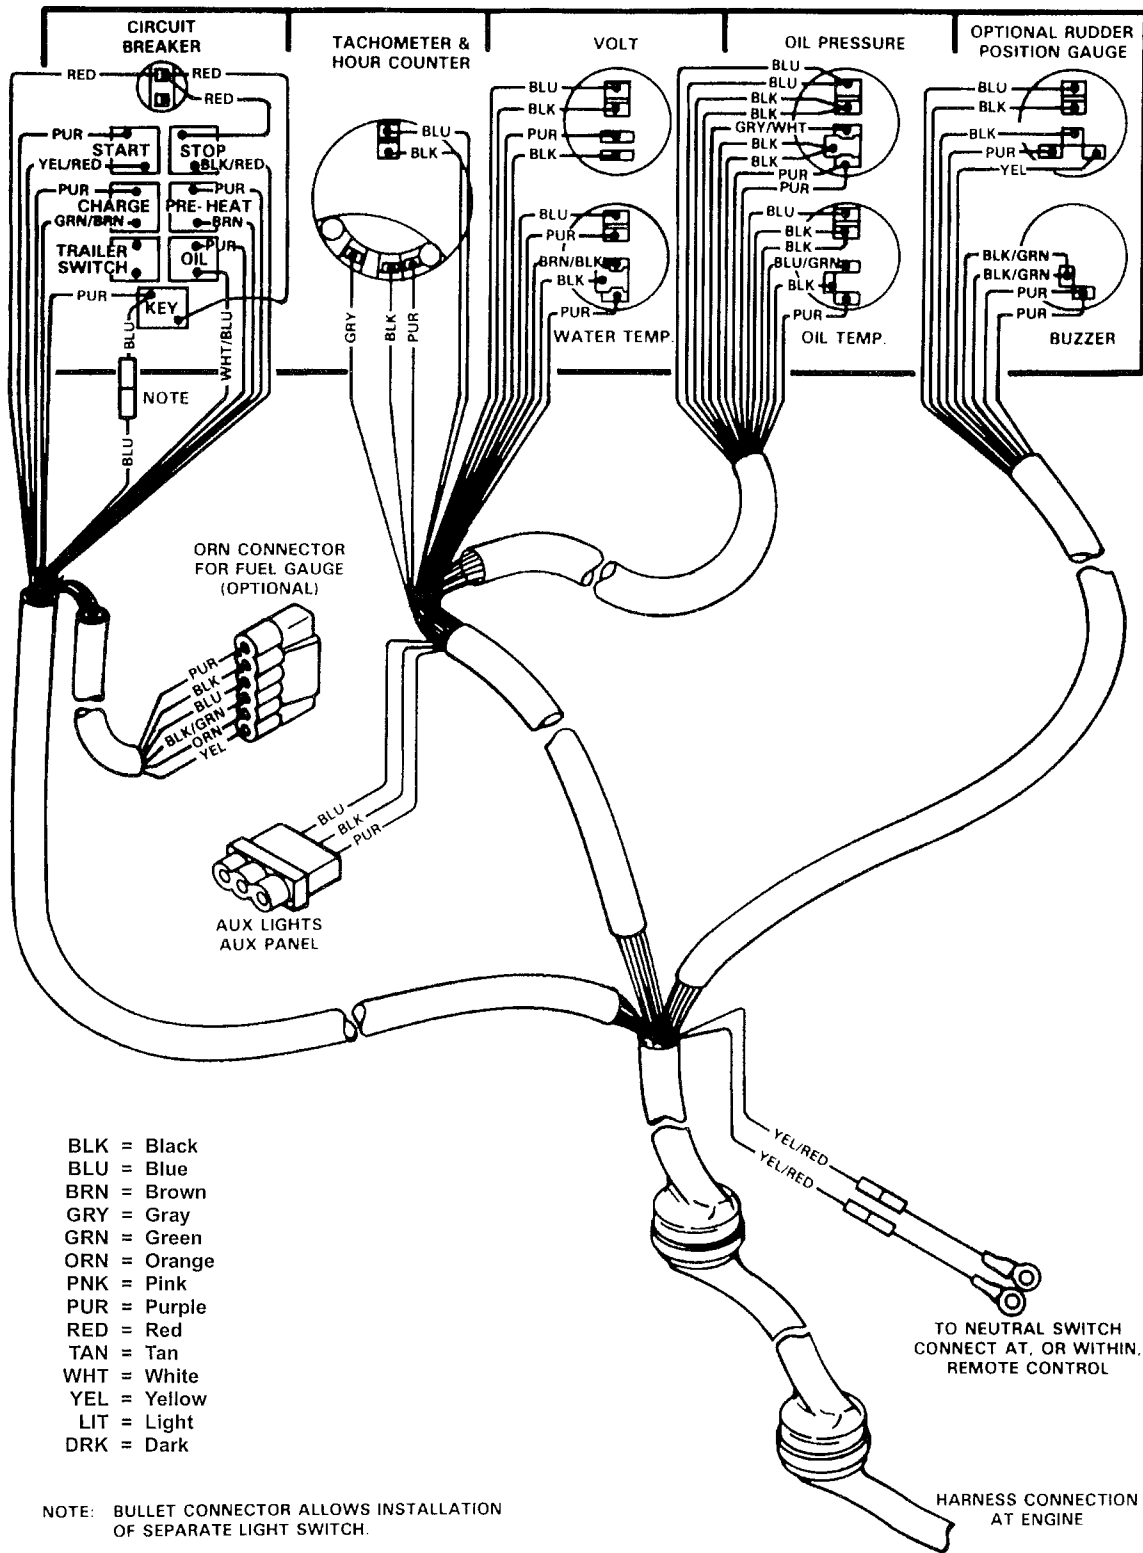 CIRCUIT
BREAKER
TACHOMETER &
HOUR COUNTER
VOLT
OIL PRESSURE
OPTIONAL RUDDER
POSITION GAUGE
RED
RED
RED
PUR
START
STOP
YEL/RED
BLK/RED
PUR
CHARGE
PUR
PRE-HEAT
GRN/BRN
BRN
TRAILER
SWITCH
PUR
OIL
PUR
KEY
BLU
WHT/BLU
NOTE
BLU
BLU
BLK
GRY
BLK
PUR
BLU
BLK
PUR
BLK
BLU
PUR
BRN/BLK
BLK
PUR
WATER TEMP.
BLU
BLU
BLK
BLK
GRY/WHT
BLK
BLK
PUR
PUR
BLU
BLK
BLK
BLU/GRN
BLK
PUR
OIL TEMP.
BLU
BLK
BLK
PUR
YEL
BLK/GRN
BLK/GRN
PUR
PUR
BUZZER
ORN CONNECTOR
FOR FUEL GAUGE
(OPTIONAL)
PUR
BLK
BLU
BLK/GRN
ORN
YEL
BLU
BLK
PUR
AUX LIGHTS
AUX PANEL
YEL/RED
YEL/RED
TO NEUTRAL SWITCH
CONNECT AT, OR WITHIN,
REMOTE CONTROL
BLK = Black
BLU = Blue
BRN = Brown
GRY = Gray
GRN = Green
ORN = Orange
PNK = Pink
PUR = Purple
RED = Red
TAN = Tan
WHT = White
YEL = Yellow
LIT = Light
DRK = Dark
HARNESS CONNECTION
AT ENGINE
NOTE: BULLET CONNECTOR ALLOWS INSTALLATION
OF SEPARATE LIGHT SWITCH.